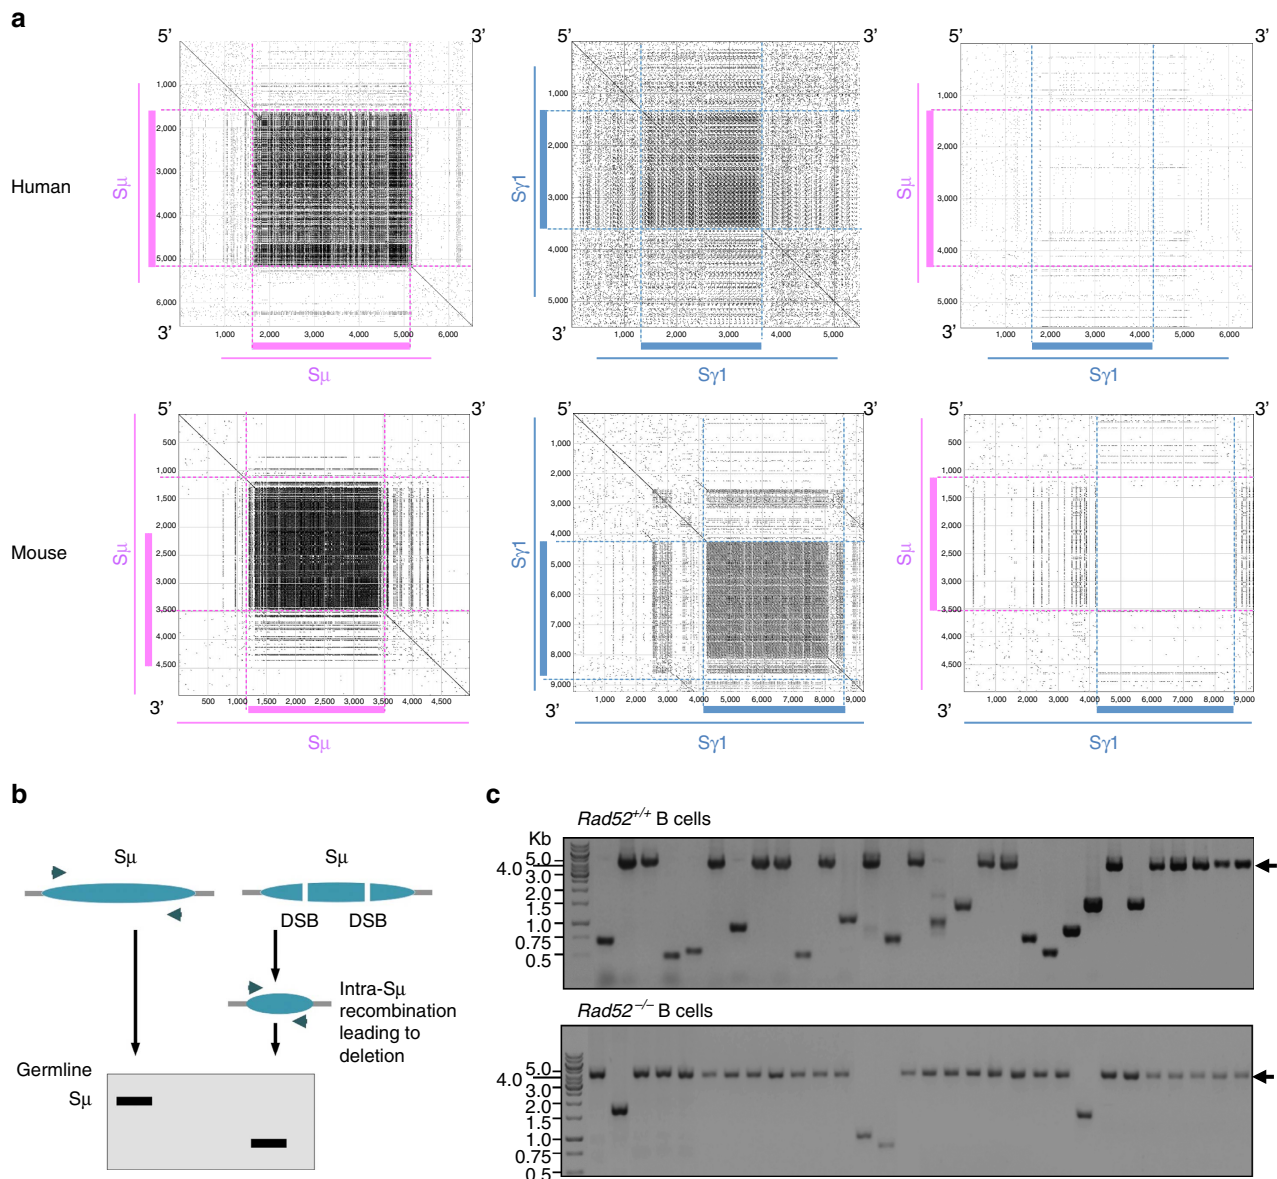 a
5’ 3’ 5’ 3’ 5’ 3’
Human
Sμ
1,000
2,000
3,000
4,000
5,000
6,000
3’
1,000 2,000 3,000 4,000 5,000 6,000
Sμ
Sγ1
1,000
2,000
3,000
4,000
5,000
3’
1,000 2,000 3,000 4,000 5,000
Sγ1
Sμ
1,000
2,000
3,000
4,000
5,000
3’
1,000 2,000 3,000 4,000 5,000 6,000
Sγ1
5’ 3’ 5’ 3’ 5’ 3’
Mouse
Sμ
500
1,000
1,500
2,000
2,500
3,000
3,500
4,000
4,500
3’
500 1,000 1,500 2,000 2,500 3,000 3,500 4,000 4,500
Sμ
Sγ1
1,000
2,000
3,000
4,000
5,000
6,000
7,000
8,000
9,000
3’
1,000 2,000 3,000 4,000 5,000 6,000 7,000 8,000 9,000
Sγ1
Sμ
500
1,000
1,500
2,000
2,500
3,000
3,500
4,000
4,500
3’
1,000 2,000 3,000 4,000 5,000 6,000 7,000 8,000 9,000
Sγ1
b
Sμ Sμ
DSB DSB
Intra-Sμ
recombination
leading to
deletion
Germline
Sμ
c
Rad52+/+ B cells
Kb
5.0
4.0
3.0
2.0
1.5
1.0
0.75
0.5
Rad52−/− B cells
5.0
4.0
3.0
2.0
1.5
1.0
0.75
0.5